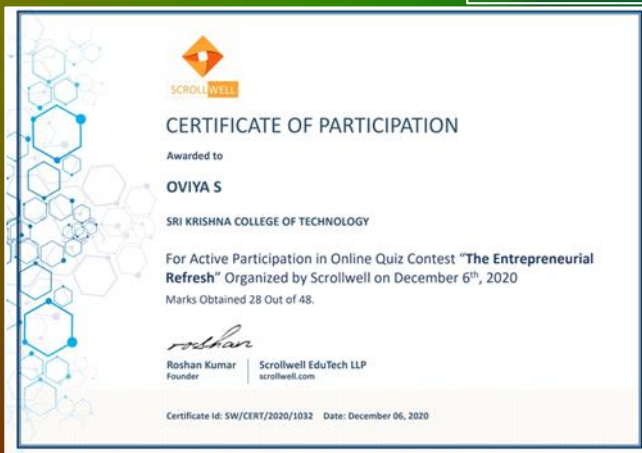 SCROLLWELL
CERTIFICATE OF PARTICIPATION
Awarded to
OVIYA S
SRI KRISHNA COLLEGE OF TECHNOLOGY
For Active Participation in Online Quiz Contest "The Entrepreneurial
Refresh" Organized by Scrollwell on December 6th, 2020
Marks Obtained 28 Out of 48.
roshan
Roshan Kumar
Founder
Scrollwell EduTech LLP
scrollwell.com
Certificate Id: SW/CERT/2020/1032 Date: December 06, 2020